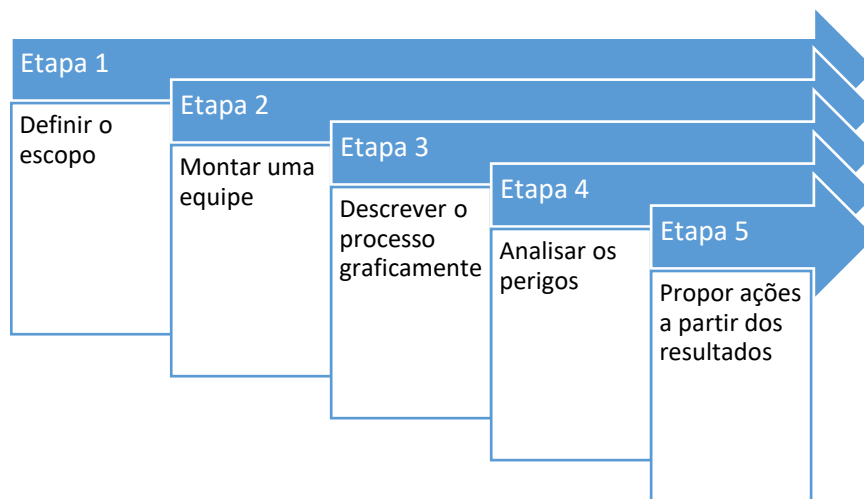 Etapa 1
Definir o
escopo
Etapa 2
Montar uma
equipe
Etapa 3
Descrever o
processo
graficamente
Etapa 4
Analisar os
perigos
Etapa 5
Propor ações
a partir dos
resultados